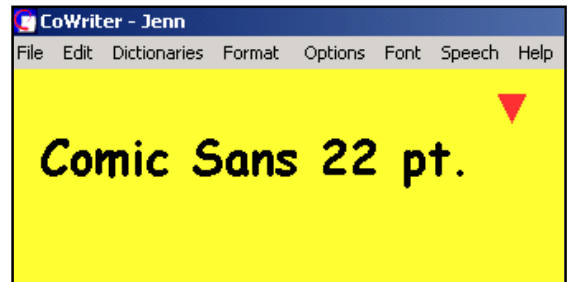 CoWriter - Jenn
File Edit Dictionaries Format Options Font Speech Help
Comic Sans 22 pt.